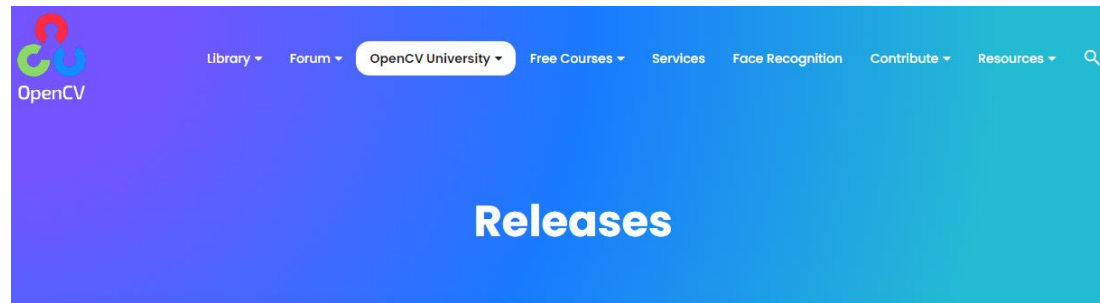 OpenCV
Library Forum OpenCV University Free Courses Services Face Recognition Contribute Resources
Releases